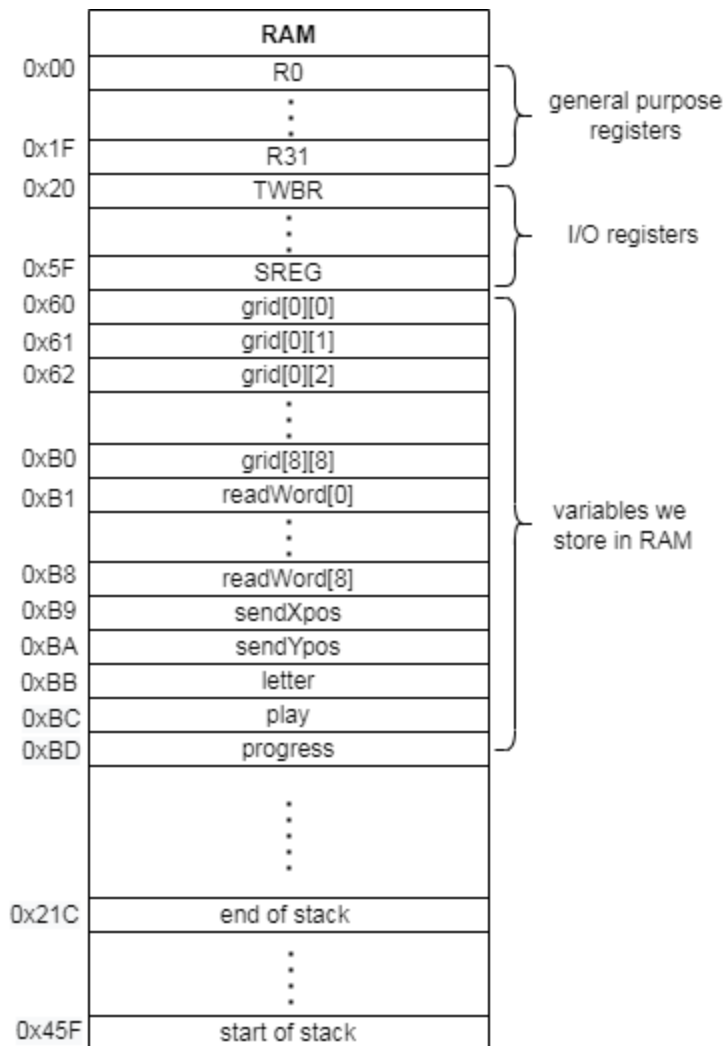 RAM
0x00 R0
general purpose
registers
0x1F R31
0x20 TWBR
I/O registers
0x5F SREG
0x60 grid[0][0]
0x61 grid[0][1]
0x62 grid[0][2]
0xB0 grid[8][8]
0xB1 readWord[0]
variables we
store in RAM
0xB8 readWord[8]
0xB9 sendXpos
0xBA sendYpos
0xBB letter
0xBC play
0xBD progress
0x21C end of stack
0x45F start of stack